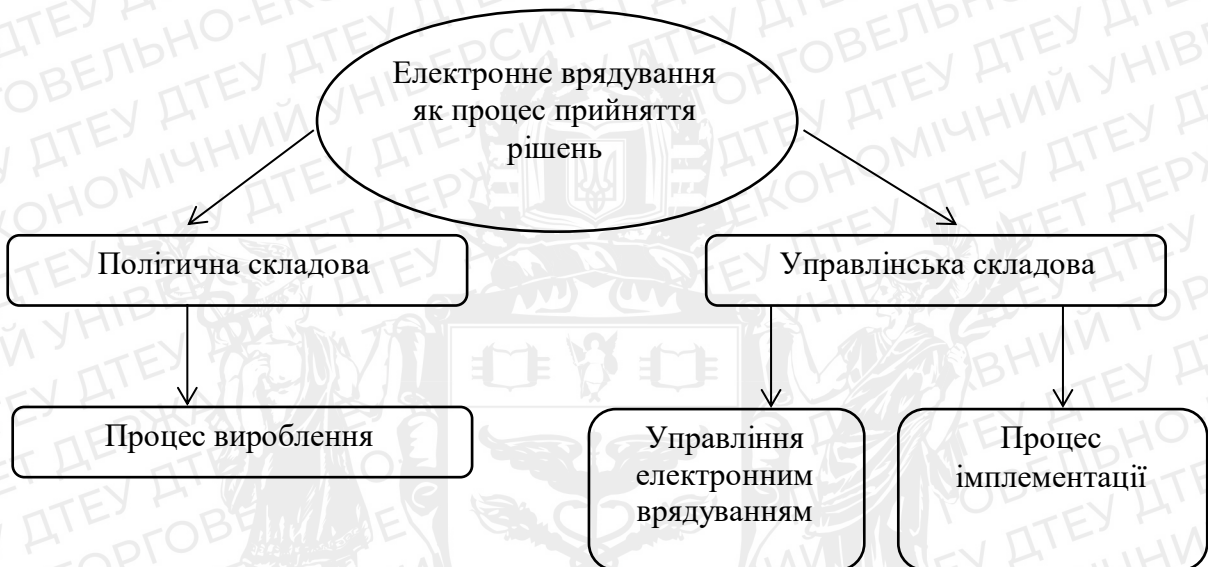 Електронне врядування
як процес прийняття
рішень
Політична складова
Управлінська складова
Процес вироблення
Управління
електронним
врядуванням
Процес
імплементації